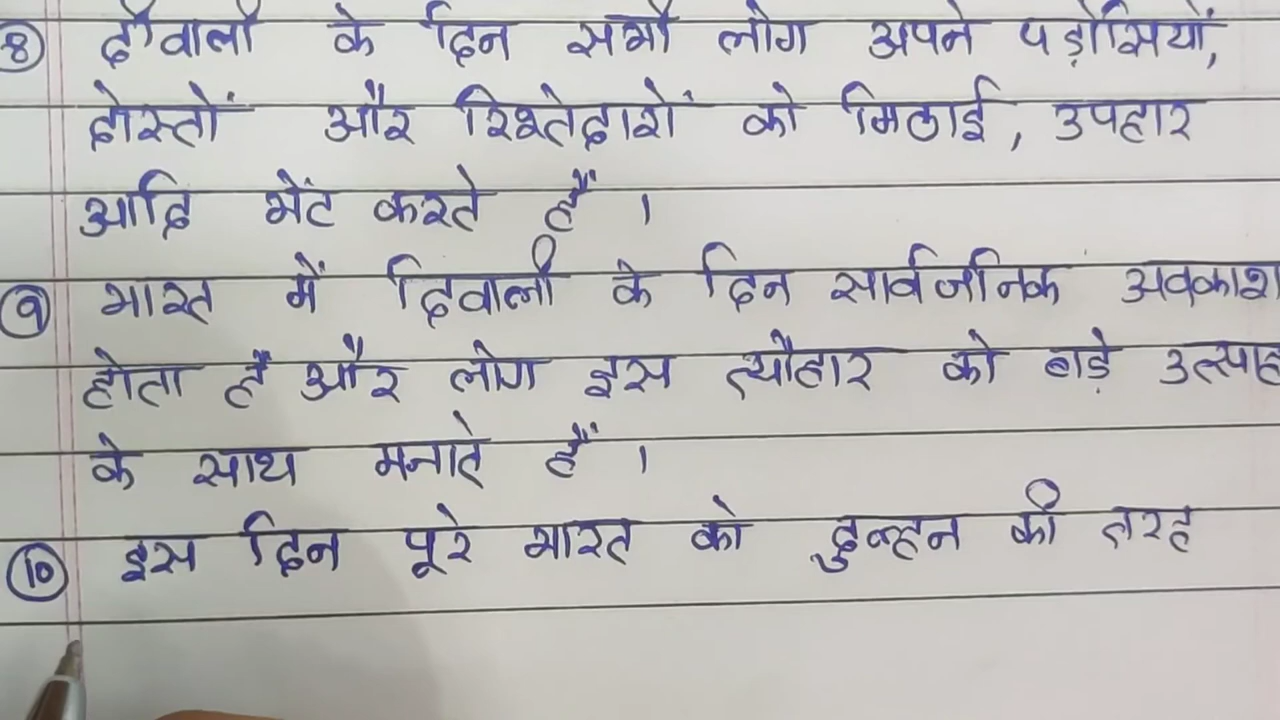 8 दीवाली के दिन सभी लोग अपने पड़ोसियों,
दोस्तों और रिश्तेदारों को मिठाई, उपहार
आदि भेंट करते हैं ।
9 भारत में दिवाली के दिन सार्वजनिक अवकाश
होता है और लोग इस त्यौहार को बड़े उत्साह
के साथ मनाते हैं ।
10 इस दिन पूरे भारत को दुल्हन की तरह